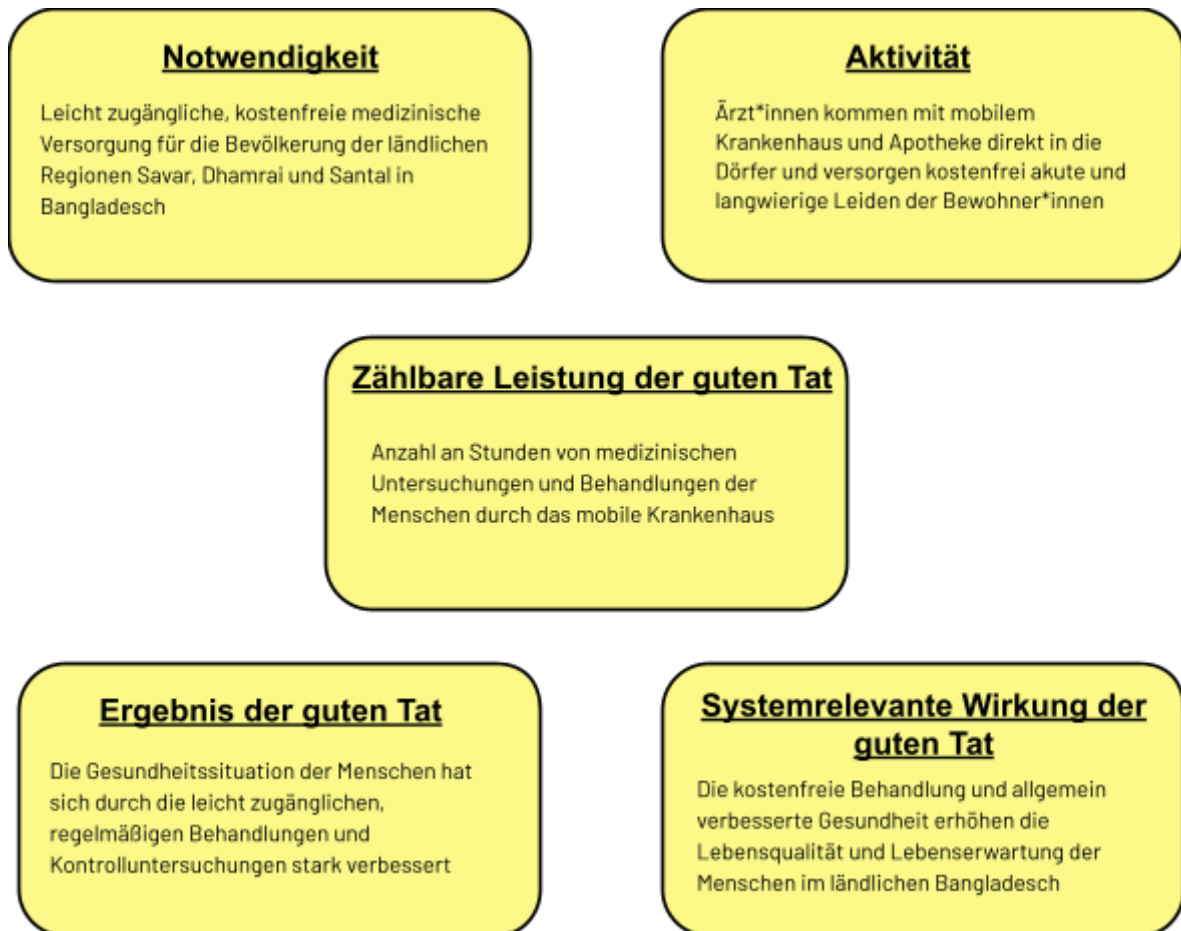 Notwendigkeit
Leicht zugängliche, kostenfreie medizinische
Versorgung für die Bevölkerung der ländlichen
Regionen Savar, Dhamrai und Santal in
Bangladesch
Aktivität
Ärzt*innen kommen mit mobilem
Krankenhaus und Apotheke direkt in die
Dörfer und versorgen kostenfrei akute und
langwierige Leiden der Bewohner*innen
Zählbare Leistung der guten Tat
Anzahl an Stunden von medizinischen
Untersuchungen und Behandlungen der
Menschen durch das mobile Krankenhaus
Ergebnis der guten Tat
Die Gesundheitssituation der Menschen hat
sich durch die leicht zugänglichen,
regelmäßigen Behandlungen und
Kontrolluntersuchungen stark verbessert
Systemrelevante Wirkung der
guten Tat
Die kostenfreie Behandlung und allgemein
verbesserte Gesundheit erhöhen die
Lebensqualität und Lebenserwartung der
Menschen im ländlichen Bangladesch